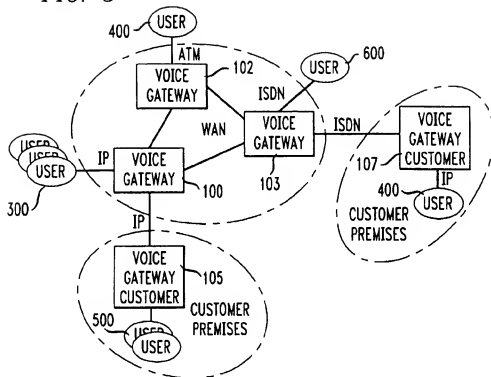 400
USER
ATM
VOICE
GATEWAY
102
USER
600
ISDN
WAN
VOICE
GATEWAY
103
ISDN
VOICE
GATEWAY
CUSTOMER
107
IP
400
USER
CUSTOMER
PREMISES
USER
300
IP
VOICE
GATEWAY
100
IP
VOICE
GATEWAY
CUSTOMER
105
CUSTOMER
PREMISES
500
USER